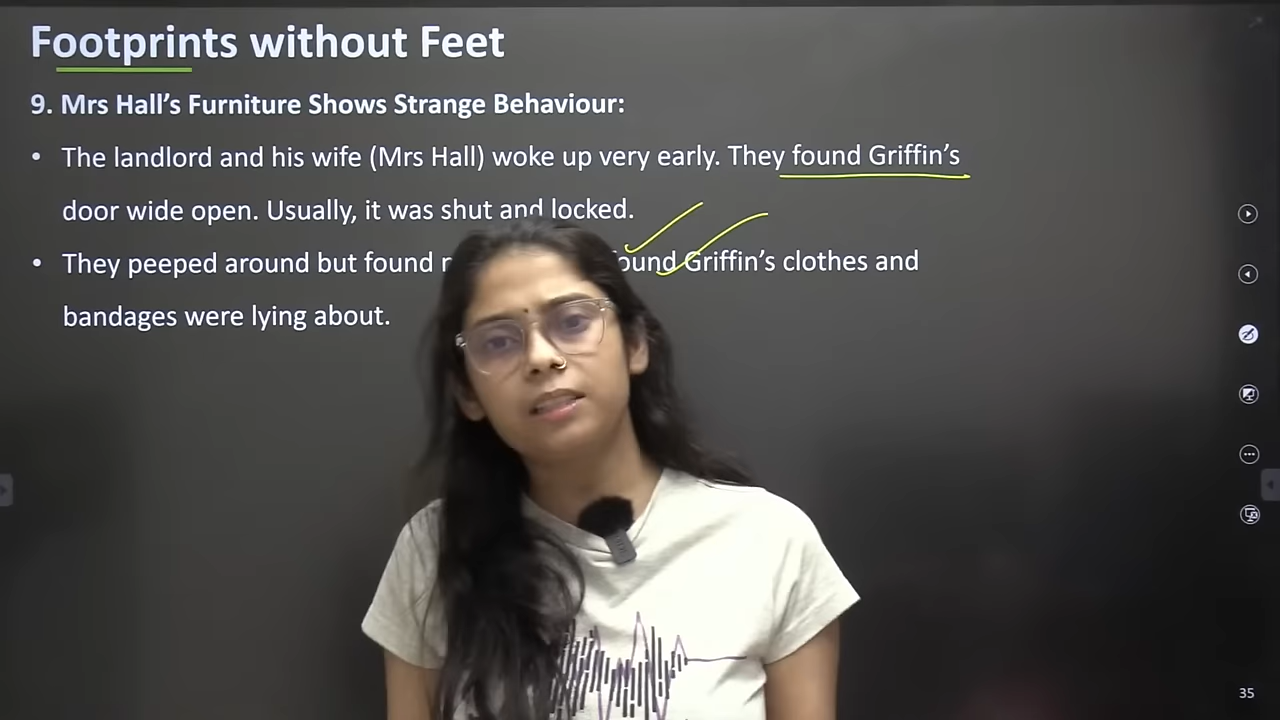 Footprints without Feet
9. Mrs Hall's Furniture Shows Strange Behaviour:
• The landlord and his wife (Mrs Hall) woke up very early. They found Griffin's
door wide open. Usually, it was shut and locked.
• They peeped around but found Griffin's clothes and
bandages were lying about.
35